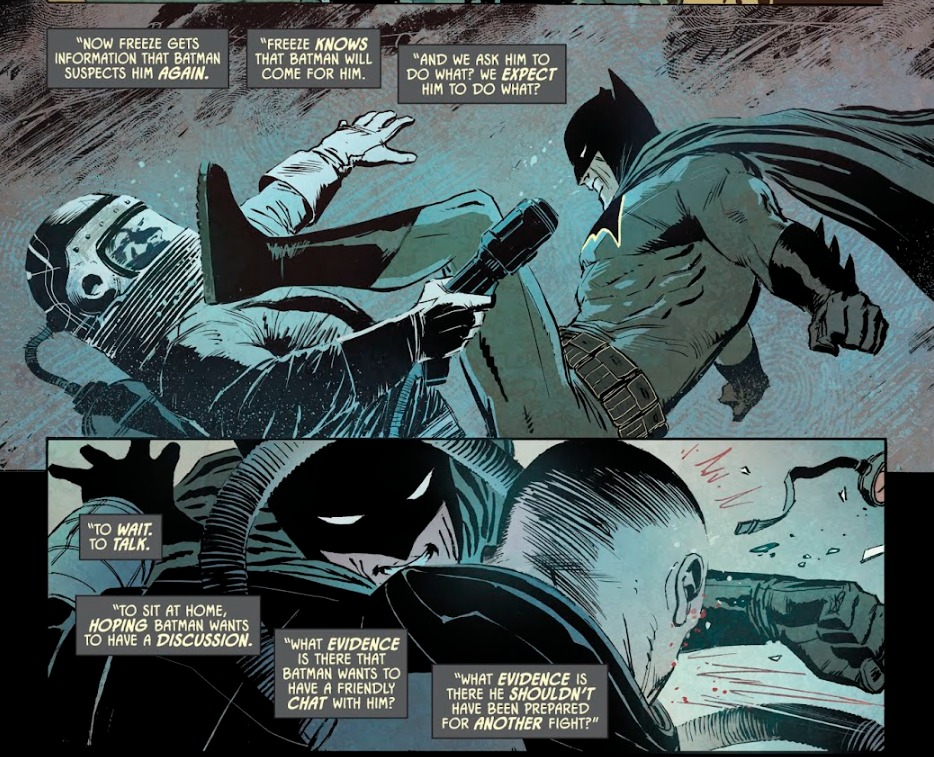 "NOW FREEZE GETS
INFORMATION THAT BATMAN
SUSPECTS HIM AGAIN.
"FREEZE KNOWS
THAT BATMAN WILL
COME FOR HIM.
"AND WE ASK HIM TO
DO WHAT? WE EXPECT
HIM TO DO WHAT?
"TO WAIT.
TO TALK.
"TO SIT AT HOME,
HOPING BATMAN WANTS
TO HAVE A DISCUSSION.
"WHAT EVIDENCE
IS THERE THAT
BATMAN WANTS TO
HAVE A FRIENDLY
CHAT WITH HIM?
"WHAT EVIDENCE IS
THERE HE SHOULDN'T
HAVE BEEN PREPARED
FOR ANOTHER FIGHT?"